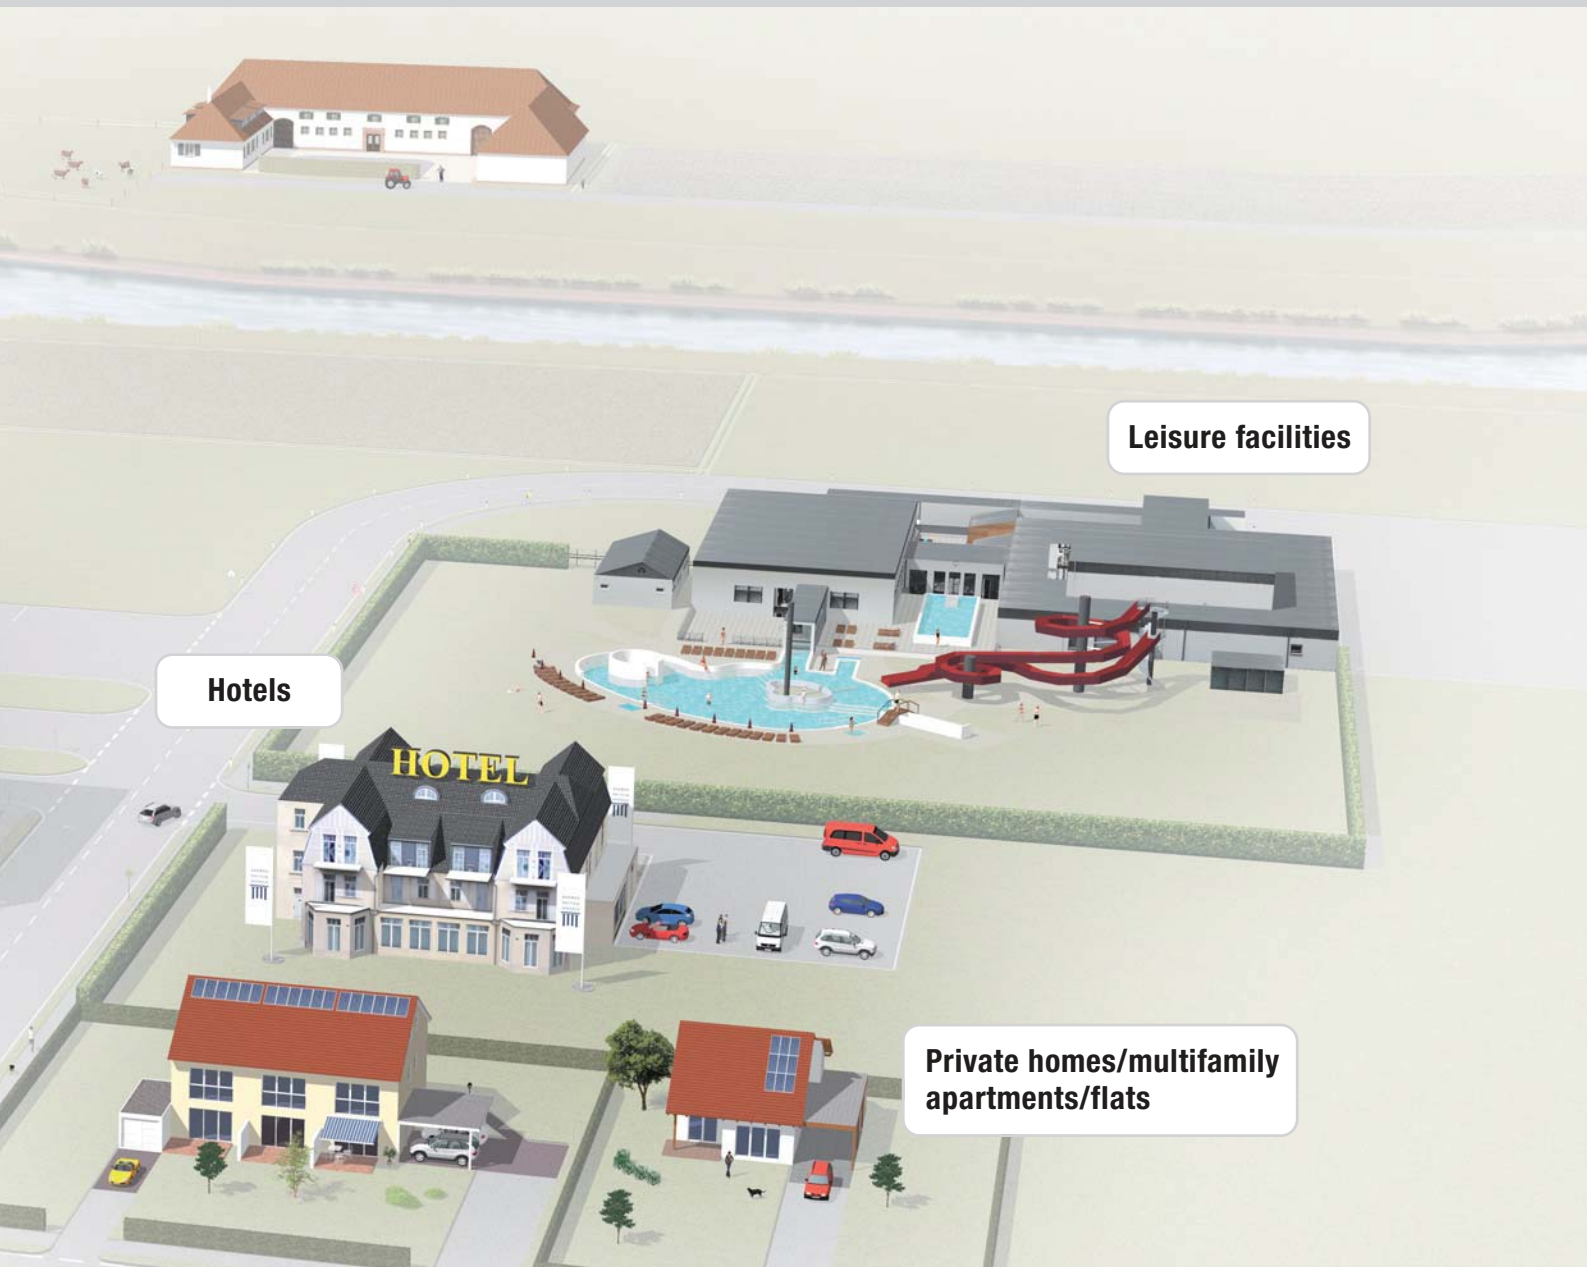 Leisure facilities
Hotels
HOTEL
Private homes/multifamily
apartments/flats